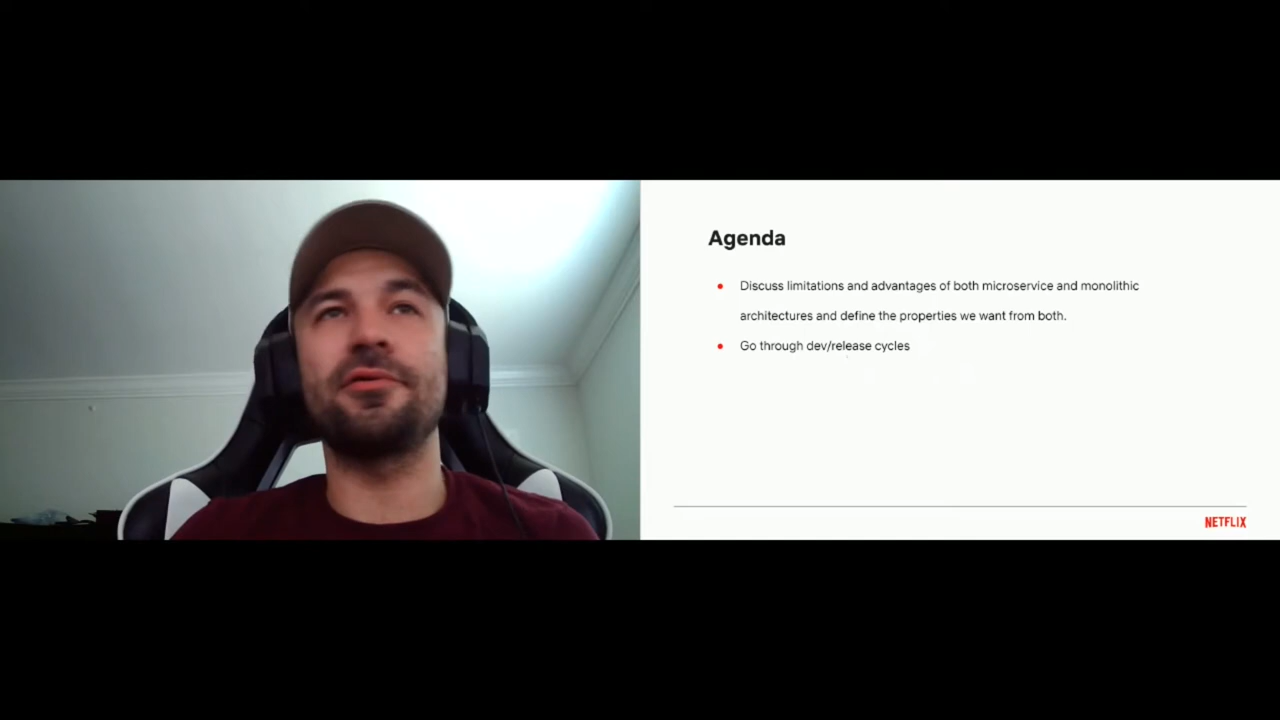 Agenda
Discuss limitations and advantages of both microservice and monolithic
architectures and define the properties we want from both.
Go through dev/release cycles
NETFLIX